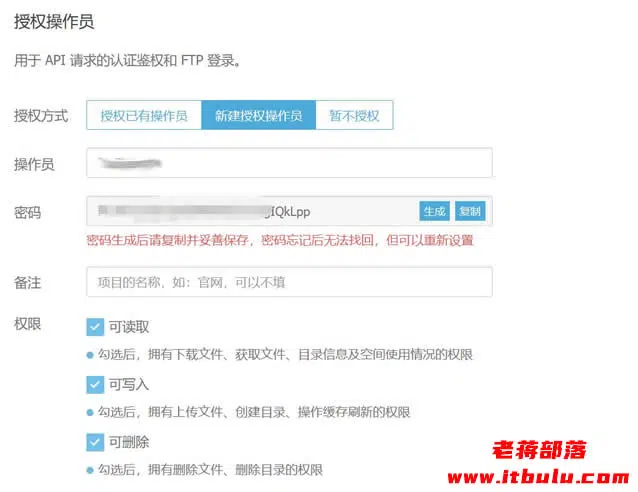 授权操作员
用于 API 请求的认证鉴权和 FTP 登录。
授权方式 授权已有操作员 新建授权操作员 暂不授权
操作员
密码 IQkLpp 生成 复制
密码生成后请复制并妥善保存，密码忘记后无法找回，但可以重新设置
备注 项目的名称，如：官网，可以不填
权限 可读取
勾选后，拥有下载文件、获取文件、目录信息及空间使用情况的权限
可写入
勾选后，拥有上传文件、创建目录、操作缓存刷新的权限
可删除
勾选后，拥有删除文件、删除目录的权限
老蒋部落
www.itbulu.com